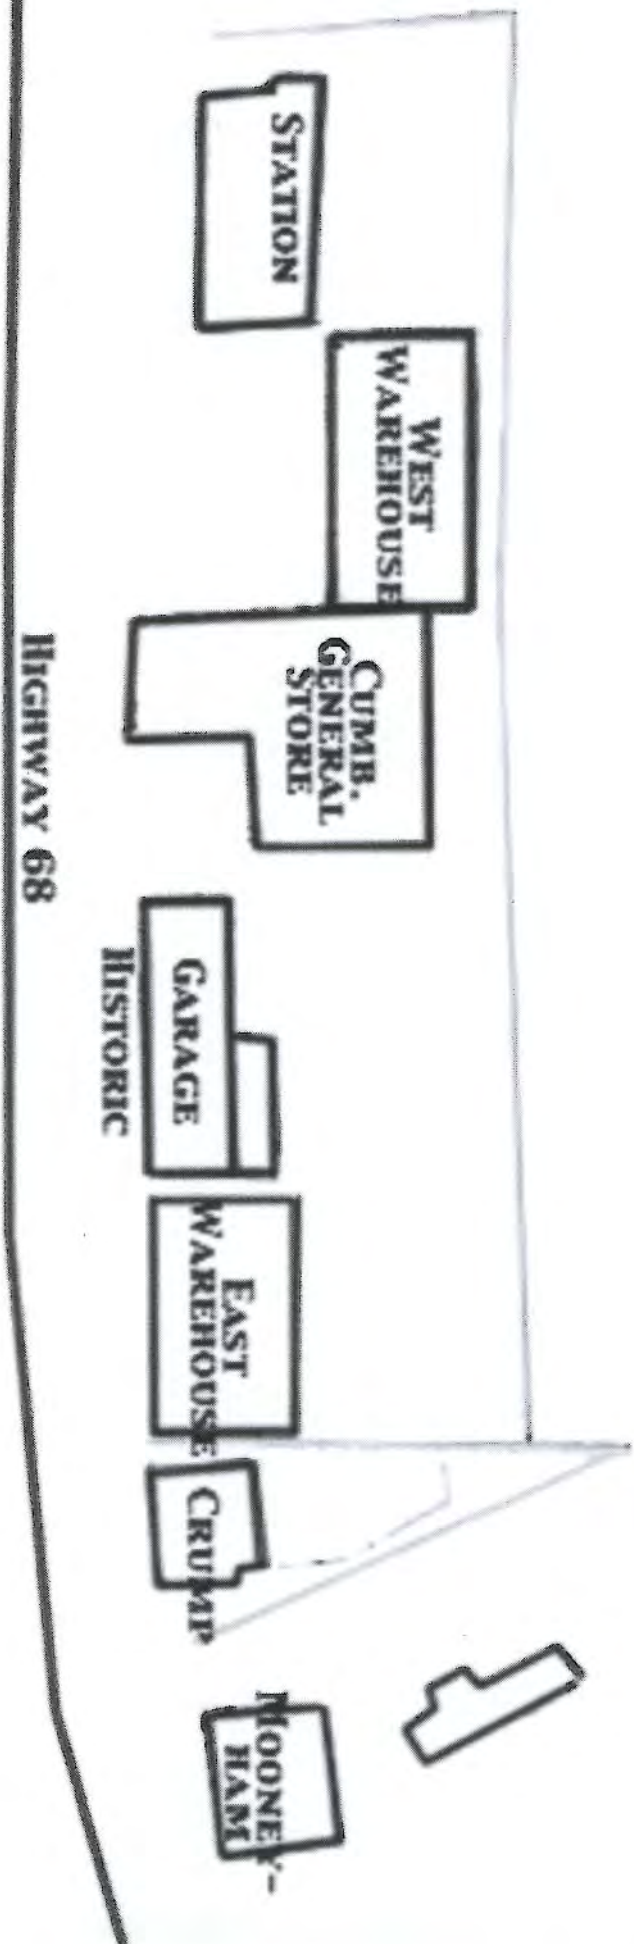 STATION
WEST
WAREHOUSE
CUMB.
GENERAL
STORE
HIGHWAY 68
GARAGE
HISTORIC
EAST
WAREHOUSE
CRUMP
MOONEY-
HAM